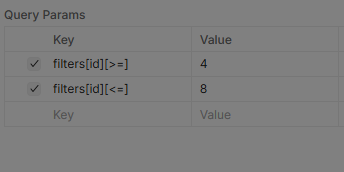 Query Params
Key Value
filters[id][>=] 4
filters[id][<=] 8
Key Value